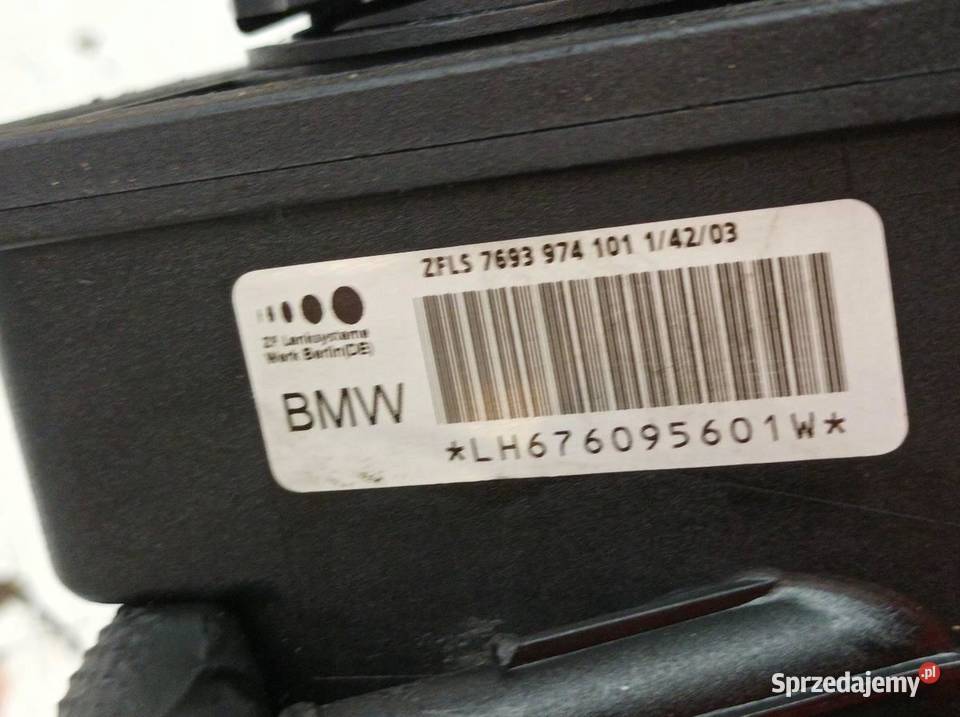 ZFLS 7693 974 101 1/42/03
ZF Lenksysteme
Werk Berlin(DE)
BMW
*LH676095601W*
Sprzedajemy.pl